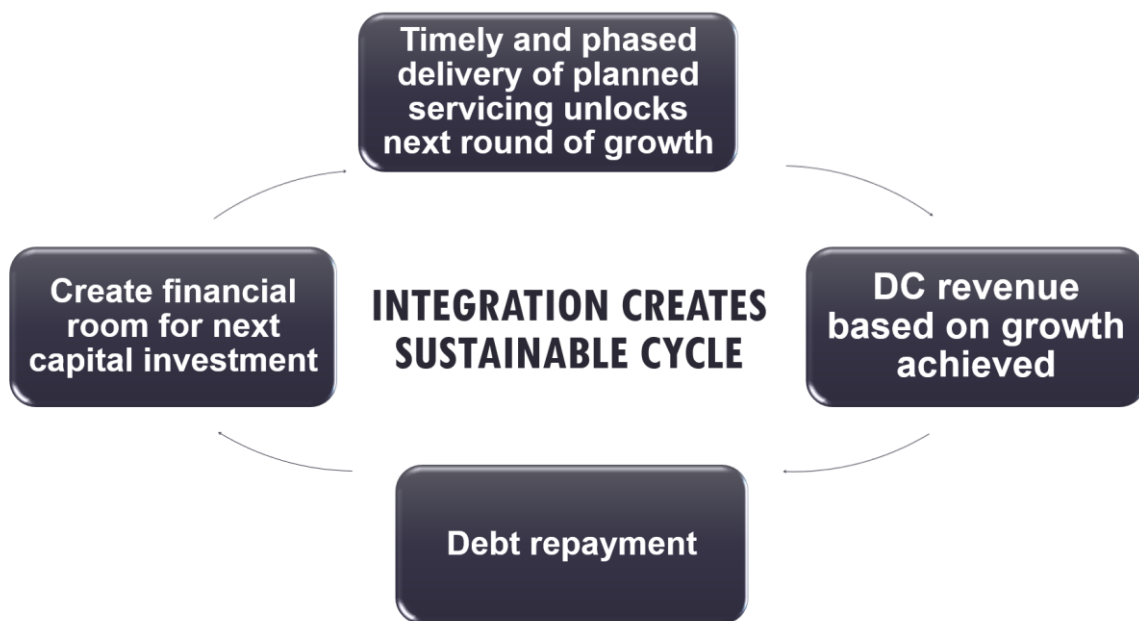 Timely and phased
delivery of planned
servicing unlocks
next round of growth
Create financial
room for next
capital investment
INTEGRATION CREATES
SUSTAINABLE CYCLE
DC revenue
based on growth
achieved
Debt repayment